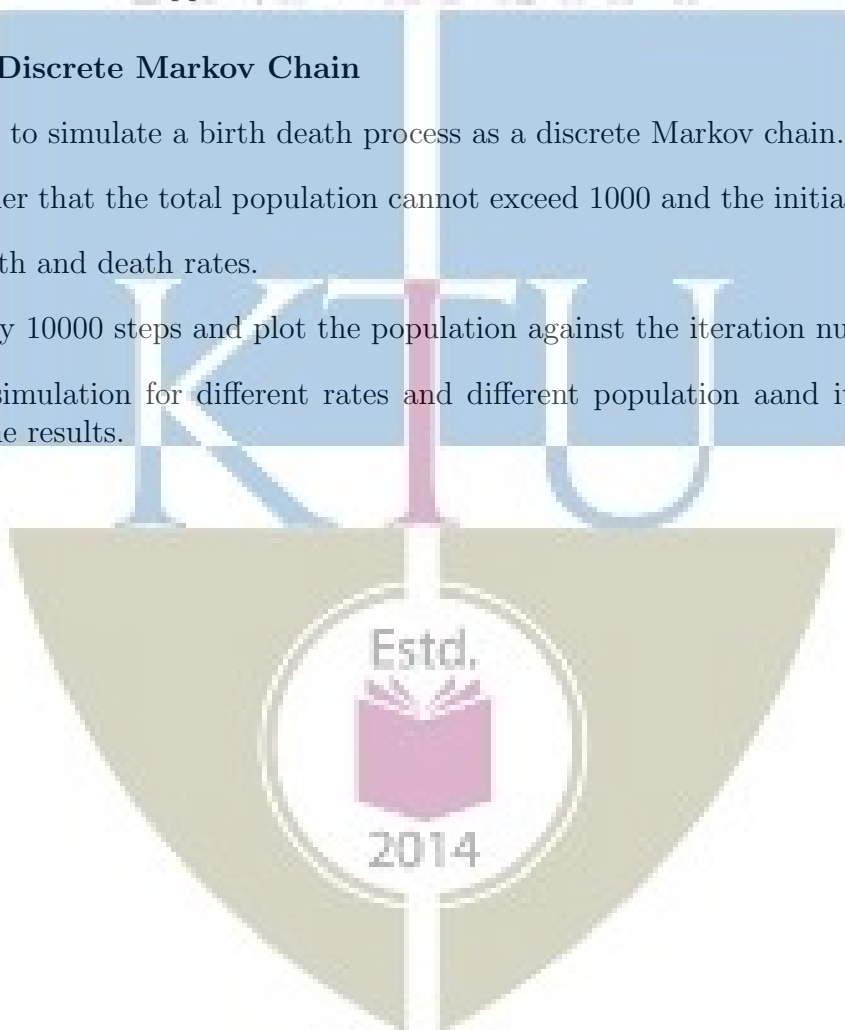 Discrete Markov Chain
to simulate a birth death process as a discrete Markov chain.
er that the total population cannot exceed 1000 and the initia
th and death rates.
y 10000 steps and plot the population against the iteration nu
simulation for different rates and different population aand it
e results.
KTU
Estd.
2014